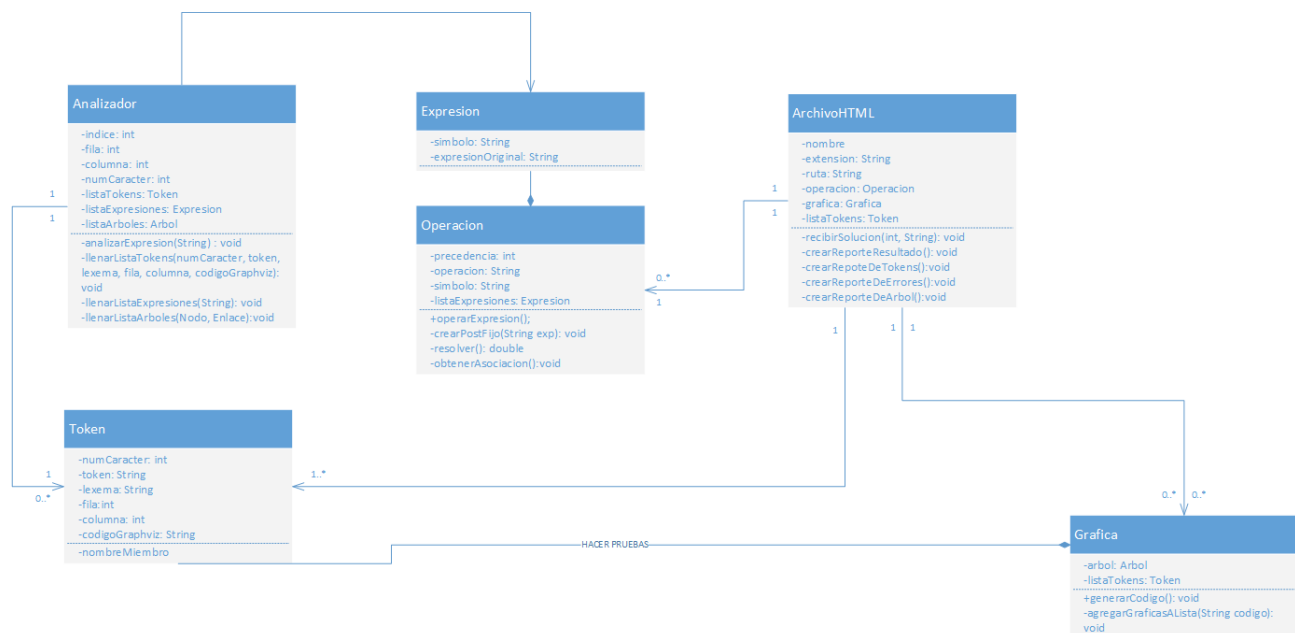 Analizador
-indice: int
-fila: int
-columna: int
-numCaracter: int
-listaTokens: Token
-listaExpresiones: Expresion
-listaArboles: Arbol
-analizarExpresion(String) : void
-llenarListaTokens(numCaracter, token,
lexema, fila, columna, codigoGraphviz):
void
-llenarListaExpresiones(String): void
-llenarListaArboles(Nodo, Enlace):void
Expresion
-simbolo: String
-expresionOriginal: String
Operacion
-precedencia: int
-operacion: String
-simbolo: String
-listaExpresiones: Expresion
+operarExpresion();
-crearPostFijo(String exp): void
-resolver(): double
-obtenerAsociacion():void
ArchivoHTML
-nombre
-extension: String
-ruta: String
-operacion: Operacion
-grafica: Grafica
-listaTokens: Token
-recibirSolucion(int, String): void
-crearReporteResultado(): void
-crearRepoteDeTokens():void
-crearReporteDeErrores(): void
-crearReporteDeArbol():void
1
1
1
1
0..*
1
1
1
1
Token
-numCaracter: int
-token: String
-lexema: String
-fila:int
-columna: int
-codigoGraphviz: String
-nombreMiembro
1
0..*
1..*
0..*
0..*
HACER PRUEBAS
Grafica
-arbol: Arbol
-listaTokens: Token
+generarCodigo(): void
-agregarGraficasALista(String codigo):
void